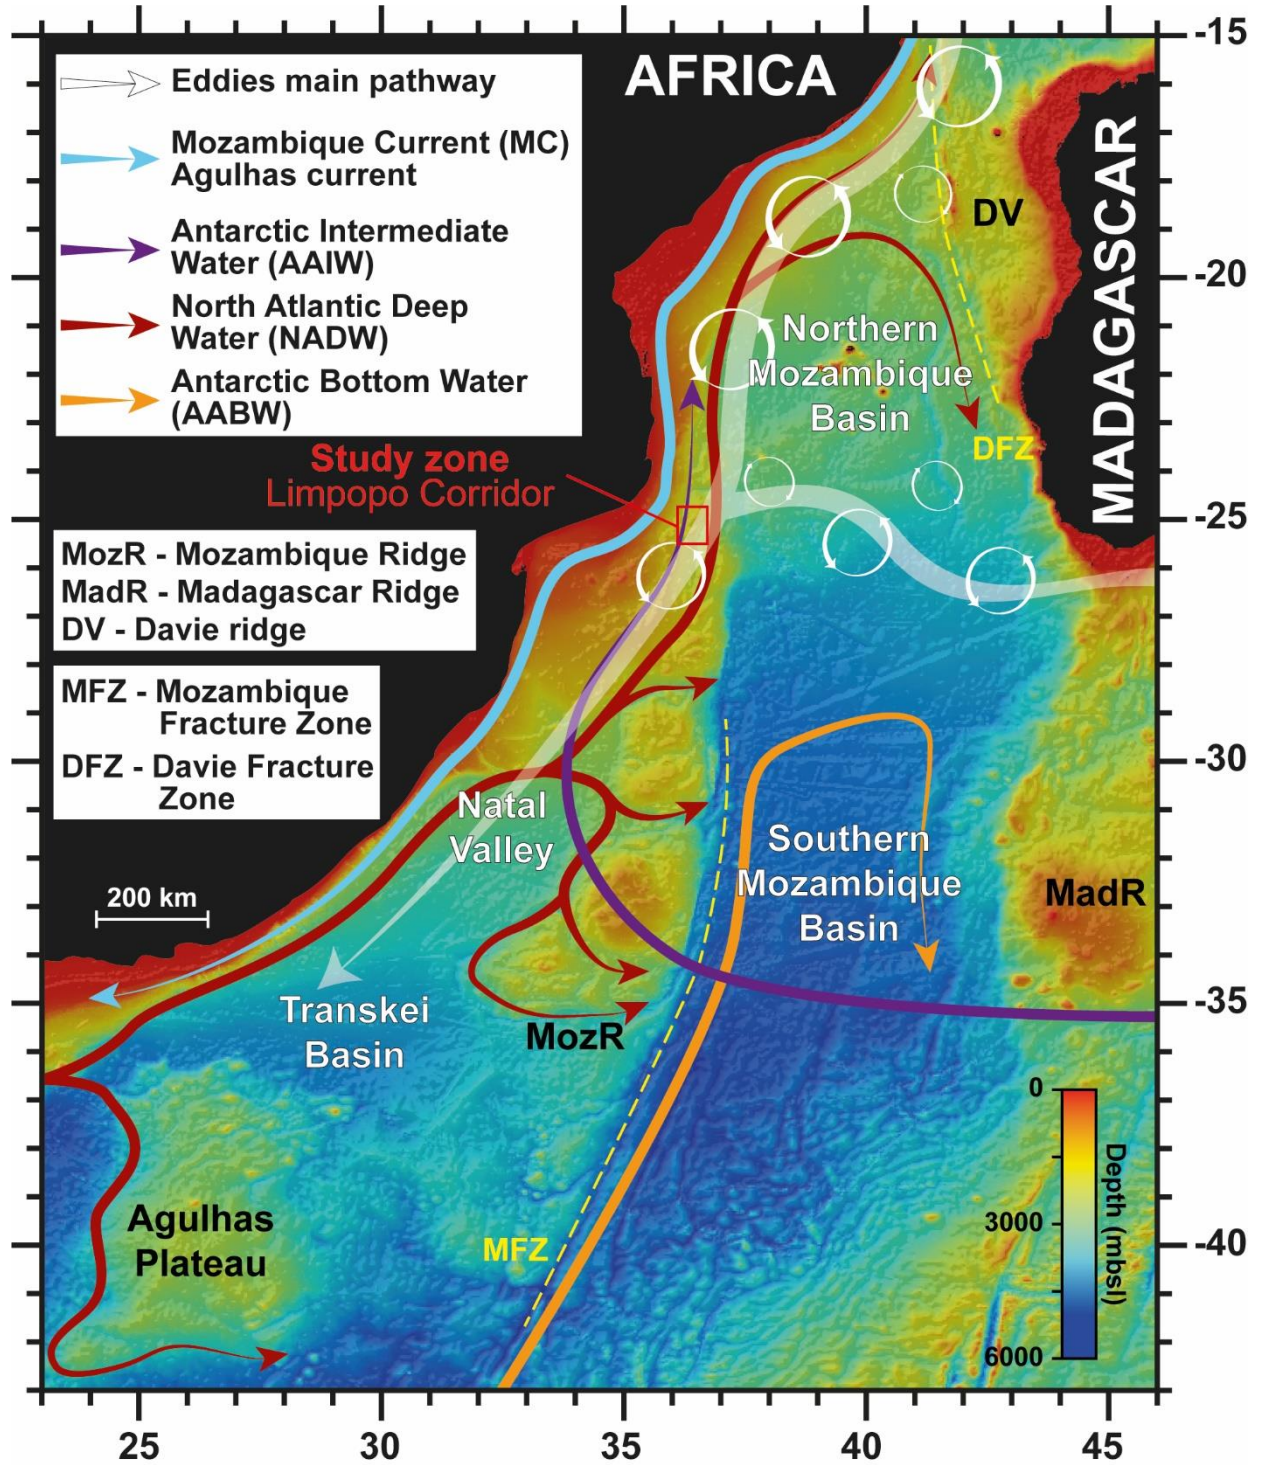 AFRICA
MADAGASCAR
Eddies main pathway
Mozambique Current (MC)
Agulhas current
Antarctic Intermediate
Water (AAIW)
North Atlantic Deep
Water (NADW)
Antarctic Bottom Water
(AABW)
Study zone
Limpopo Corridor
MozR - Mozambique Ridge
MadR - Madagascar Ridge
DV - Davie ridge
MFZ - Mozambique
Fracture Zone
DFZ - Davie Fracture
Zone
200 km
DV
Northern
Mozambique
Basin
DFZ
Natal
Valley
Southern
Mozambique
Basin
MadR
Transkei
Basin
MozR
Agulhas
Plateau
MFZ
0
3000
6000
Depth (mbsl)
-15
-20
-25
-30
-35
-40
25
30
35
40
45